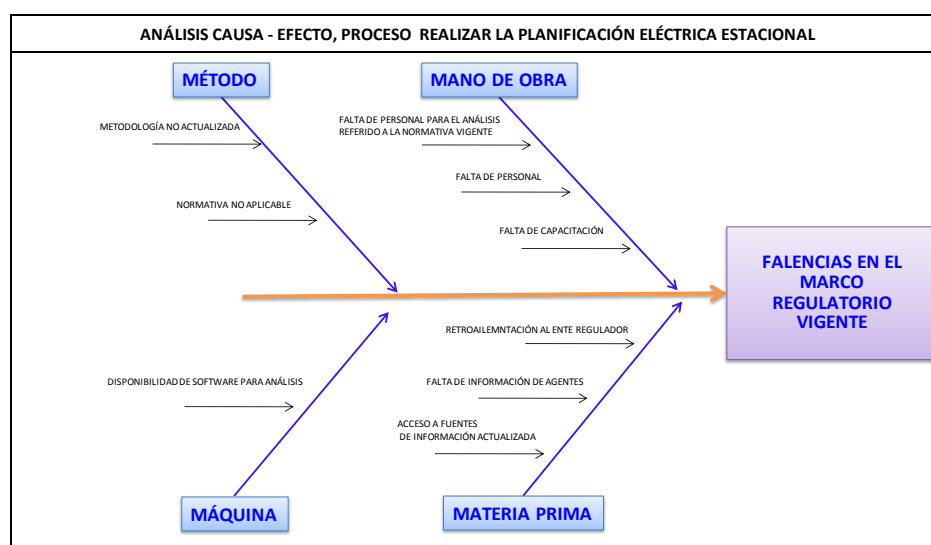 ANÁLISIS CAUSA - EFECTO, PROCESO REALIZAR LA PLANIFICACIÓN ELÉCTRICA ESTACIONAL
MÉTODO
MANO DE OBRA
METODOLOGÍA NO ACTUALIZADA
FALTA DE PERSONAL PARA EL ANÁLISIS
REFERIDO A LA NORMATIVA VIGENTE
FALTA DE PERSONAL
NORMATIVA NO APLICABLE
FALTA DE CAPACITACIÓN
FALENCIAS EN EL
MARCO
REGULATORIO
VIGENTE
RETROAILEMNTACIÓN AL ENTE REGULADOR
DISPONIBILIDAD DE SOFTWARE PARA ANÁLISIS
FALTA DE INFORMACIÓN DE AGENTES
ACCESO A FUENTES
DE INFORMACIÓN ACTUALIZADA
MÁQUINA
MATERIA PRIMA